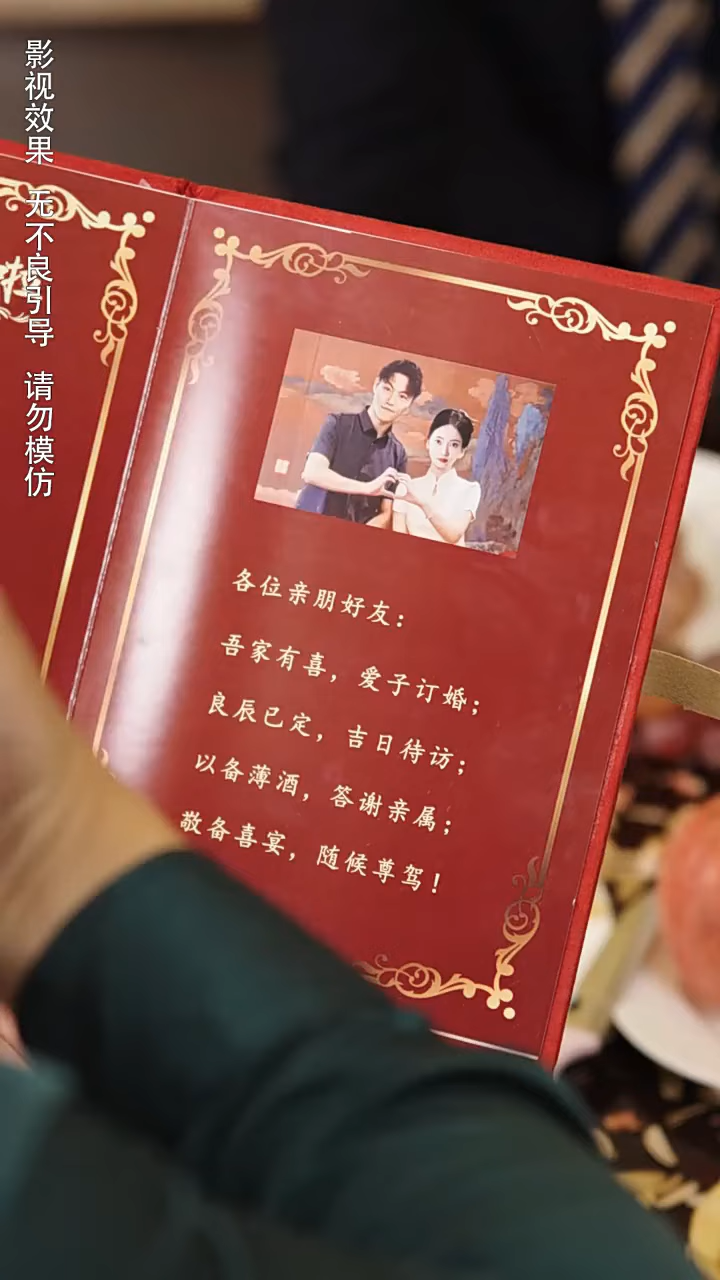 影视效果 无不良引导 请勿模仿
各位亲朋好友：
吾家有喜，爱子订婚；
良辰已定，吉日待访；
以备薄酒，答谢亲属；
敬备喜宴，随候尊驾！